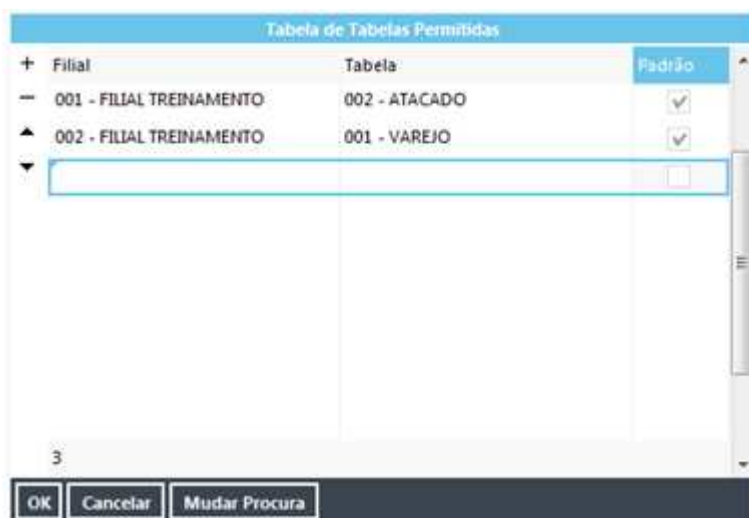 Tabela de Tabelas Permitidas
Filial Tabela Padrão
001 - FILIAL TREINAMENTO 002 - ATACADO
002 - FILIAL TREINAMENTO 001 - VAREJO
3
OK Cancelar Mudar Procura